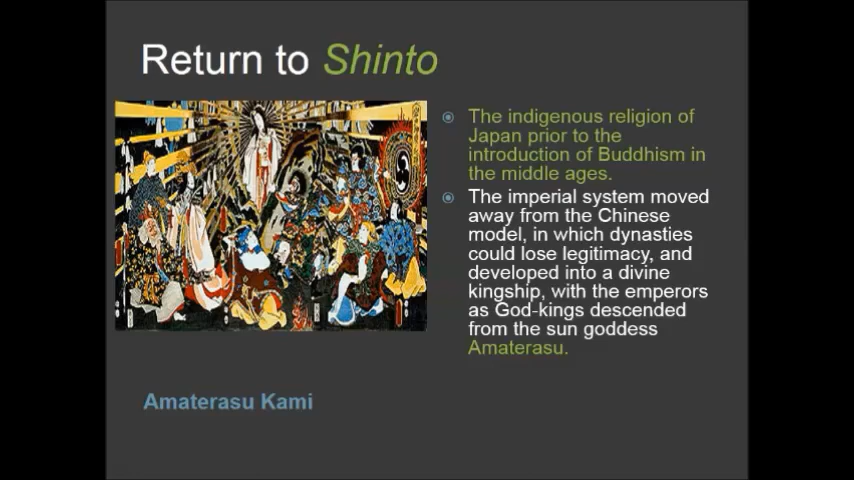 Return to Shinto
The indigenous religion of
Japan prior to the
introduction of Buddhism in
the middle ages.
The imperial system moved
away from the Chinese
model, in which dynasties
could lose legitimacy, and
developed into a divine
kingship, with the emperors
as God-kings descended
from the sun goddess
Amaterasu.
Amaterasu Kami